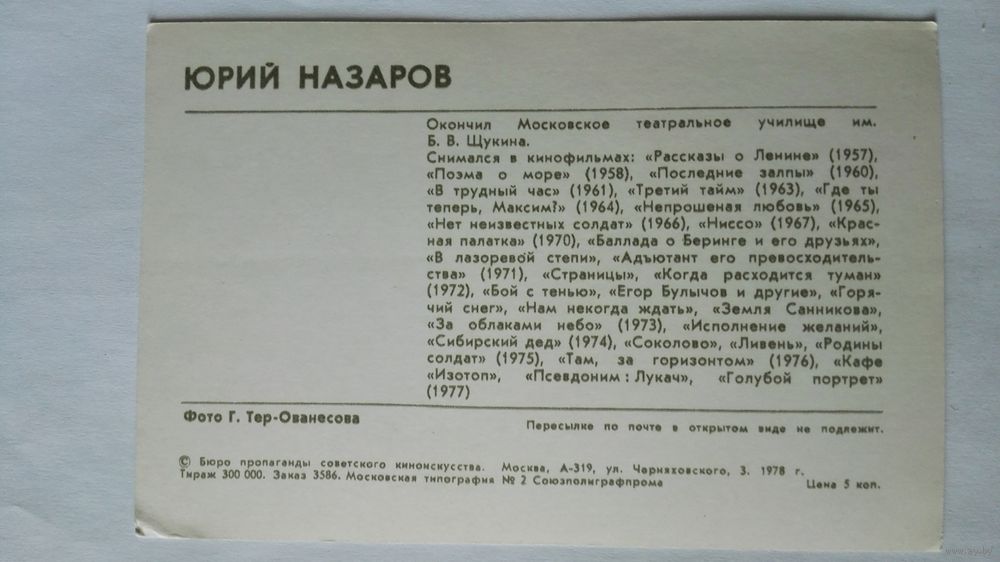 ЮРИЙ НАЗАРОВ
Окончил Московское театральное училище им.
Б. В. Щукина.
Снимался в кинофильмах: «Рассказы о Ленине» (1957),
«Поэма о море» (1958), «Последние залпы» (1960),
«В трудный час» (1961), «Третий тайм» (1963), «Где ты
теперь, Максим?» (1964), «Непрошеная любовь» (1965),
«Нет неизвестных солдат» (1966), «Ниссо» (1967), «Крас-
ная палатка» (1970), «Баллада о Беринге и его друзьях»,
«В лазоревой степи», «Адъютант его превосходитель-
ства» (1971), «Страницы», «Когда расходится туман»
(1972), «Бой с тенью», «Егор Булычов и другие», «Горя-
чий снег», «Нам некогда ждать», «Земля Санникова»,
«За облаками небо» (1973), «Исполнение желаний»,
«Сибирский дед» (1974), «Соколово», «Ливень», «Родины
солдат» (1975), «Там, за горизонтом» (1976), «Кафе
«Изотоп», «Псевдоним: Лукач», «Голубой портрет»
(1977)
Фото Г. Тер-Ованесова
Пересылке по почте в открытом виде не подлежит.
© Бюро пропаганды советского киноискусства. Москва, А-319, ул. Черняховского, 3. 1978 г.
Тираж 300 000. Заказ 3586. Московская типография № 2 Союзполиграфпрома
Цена 5 коп.